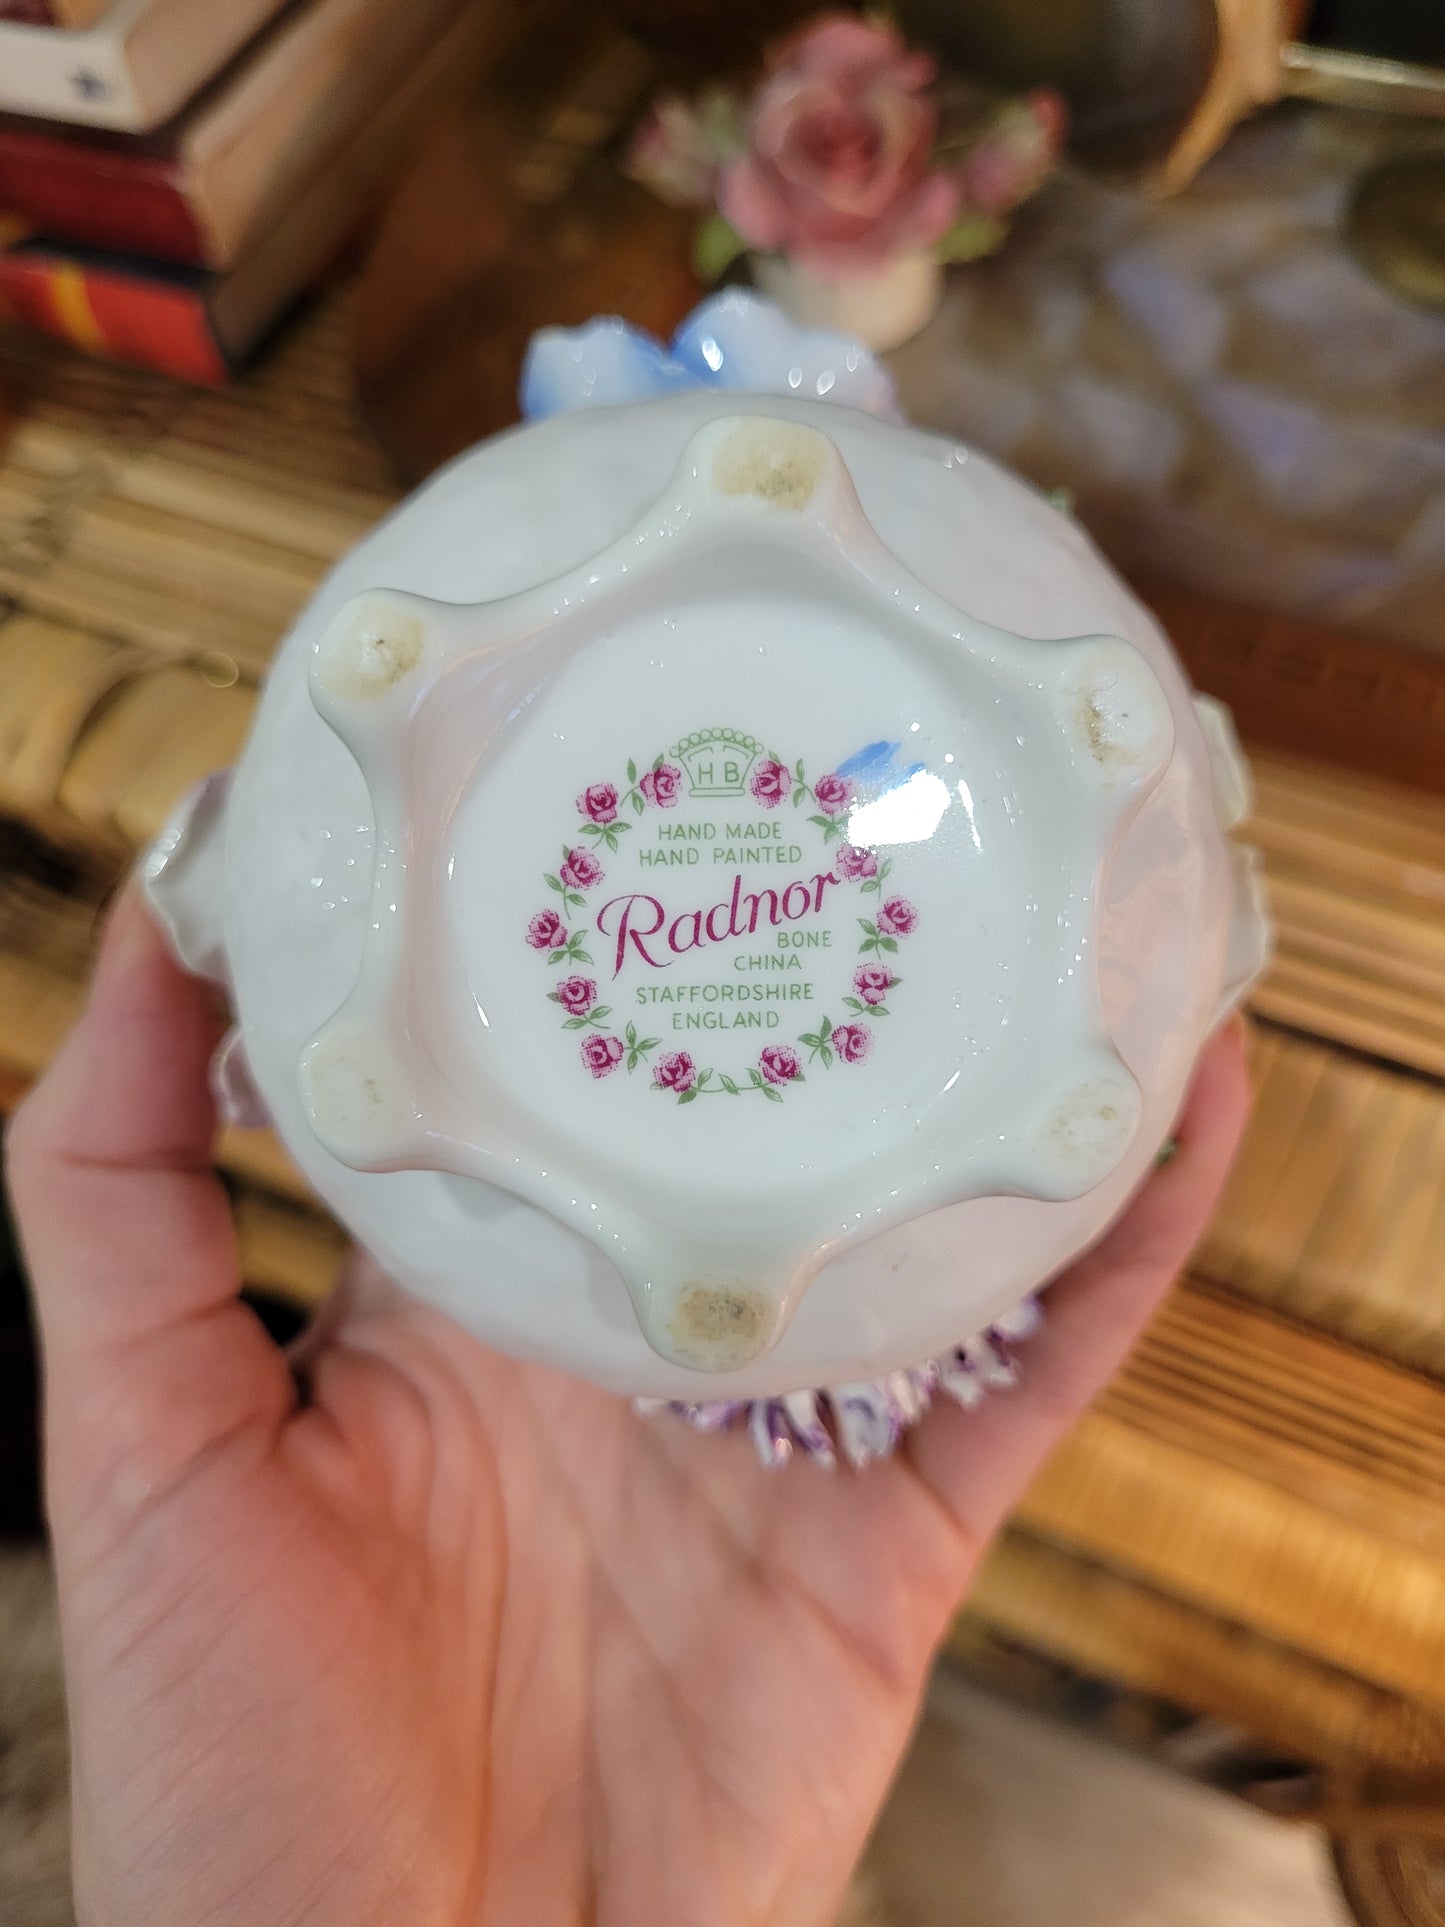 HB
HAND MADE
HAND PAINTED
Radnor
BONE
CHINA
STAFFORDSHIRE
ENGLAND